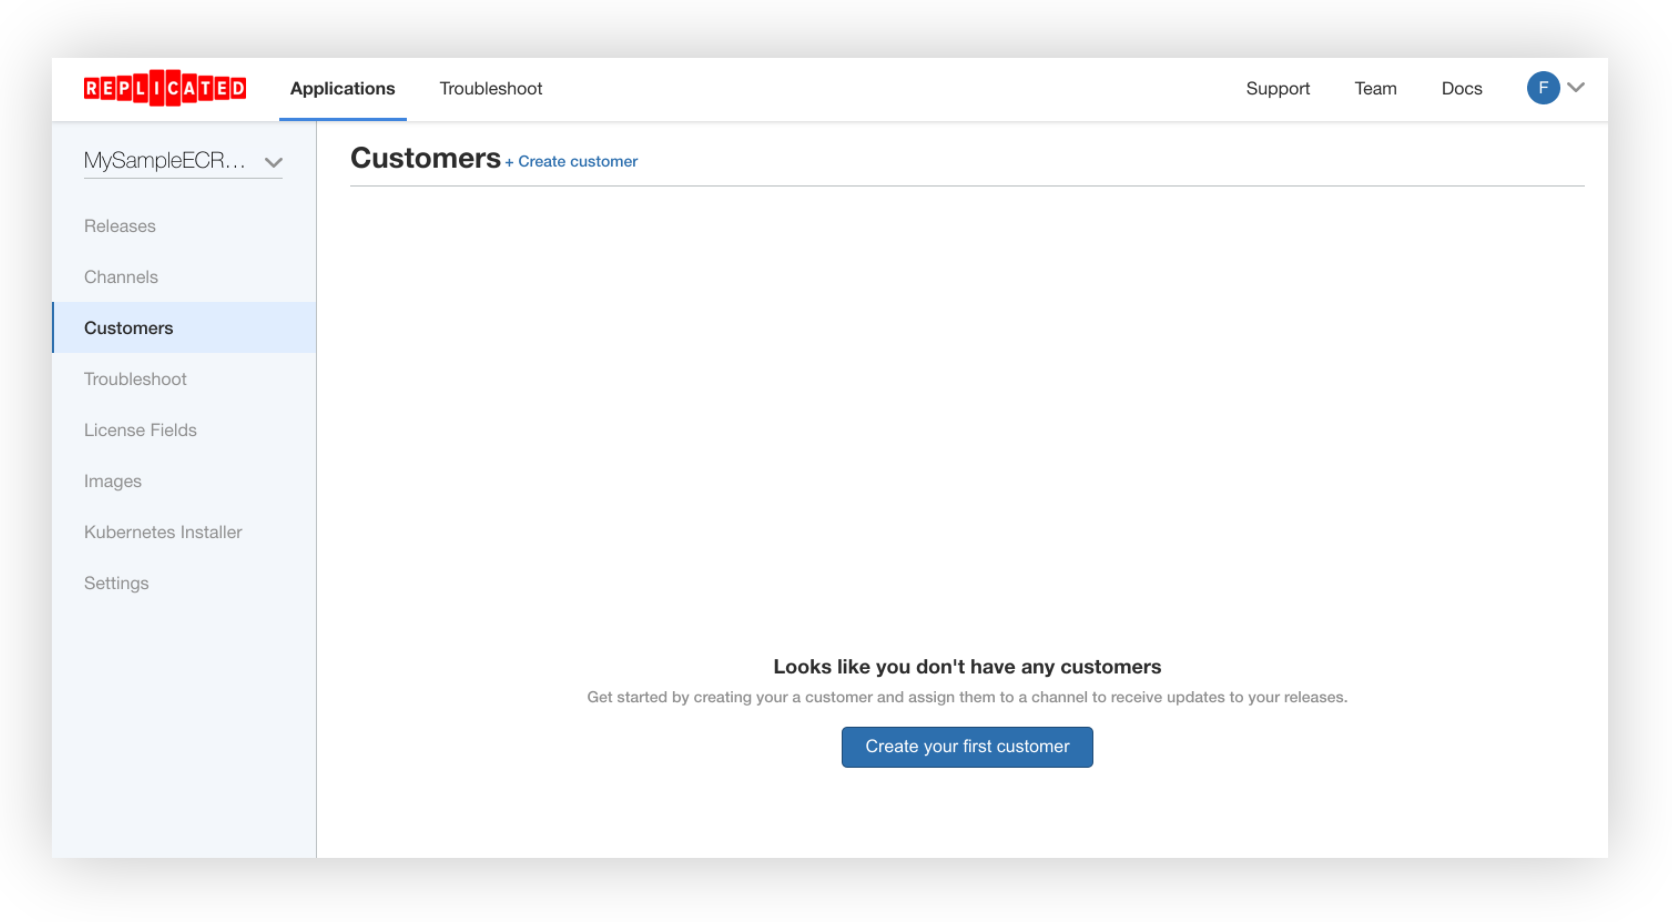 REPLICATED
Applications
Troubleshoot
Support
Team
Docs
F
MySampleECR...
Releases
Channels
Customers
Troubleshoot
License Fields
Images
Kubernetes Installer
Settings
Customers + Create customer
Looks like you don't have any customers
Get started by creating your a customer and assign them to a channel to receive updates to your releases.
Create your first customer